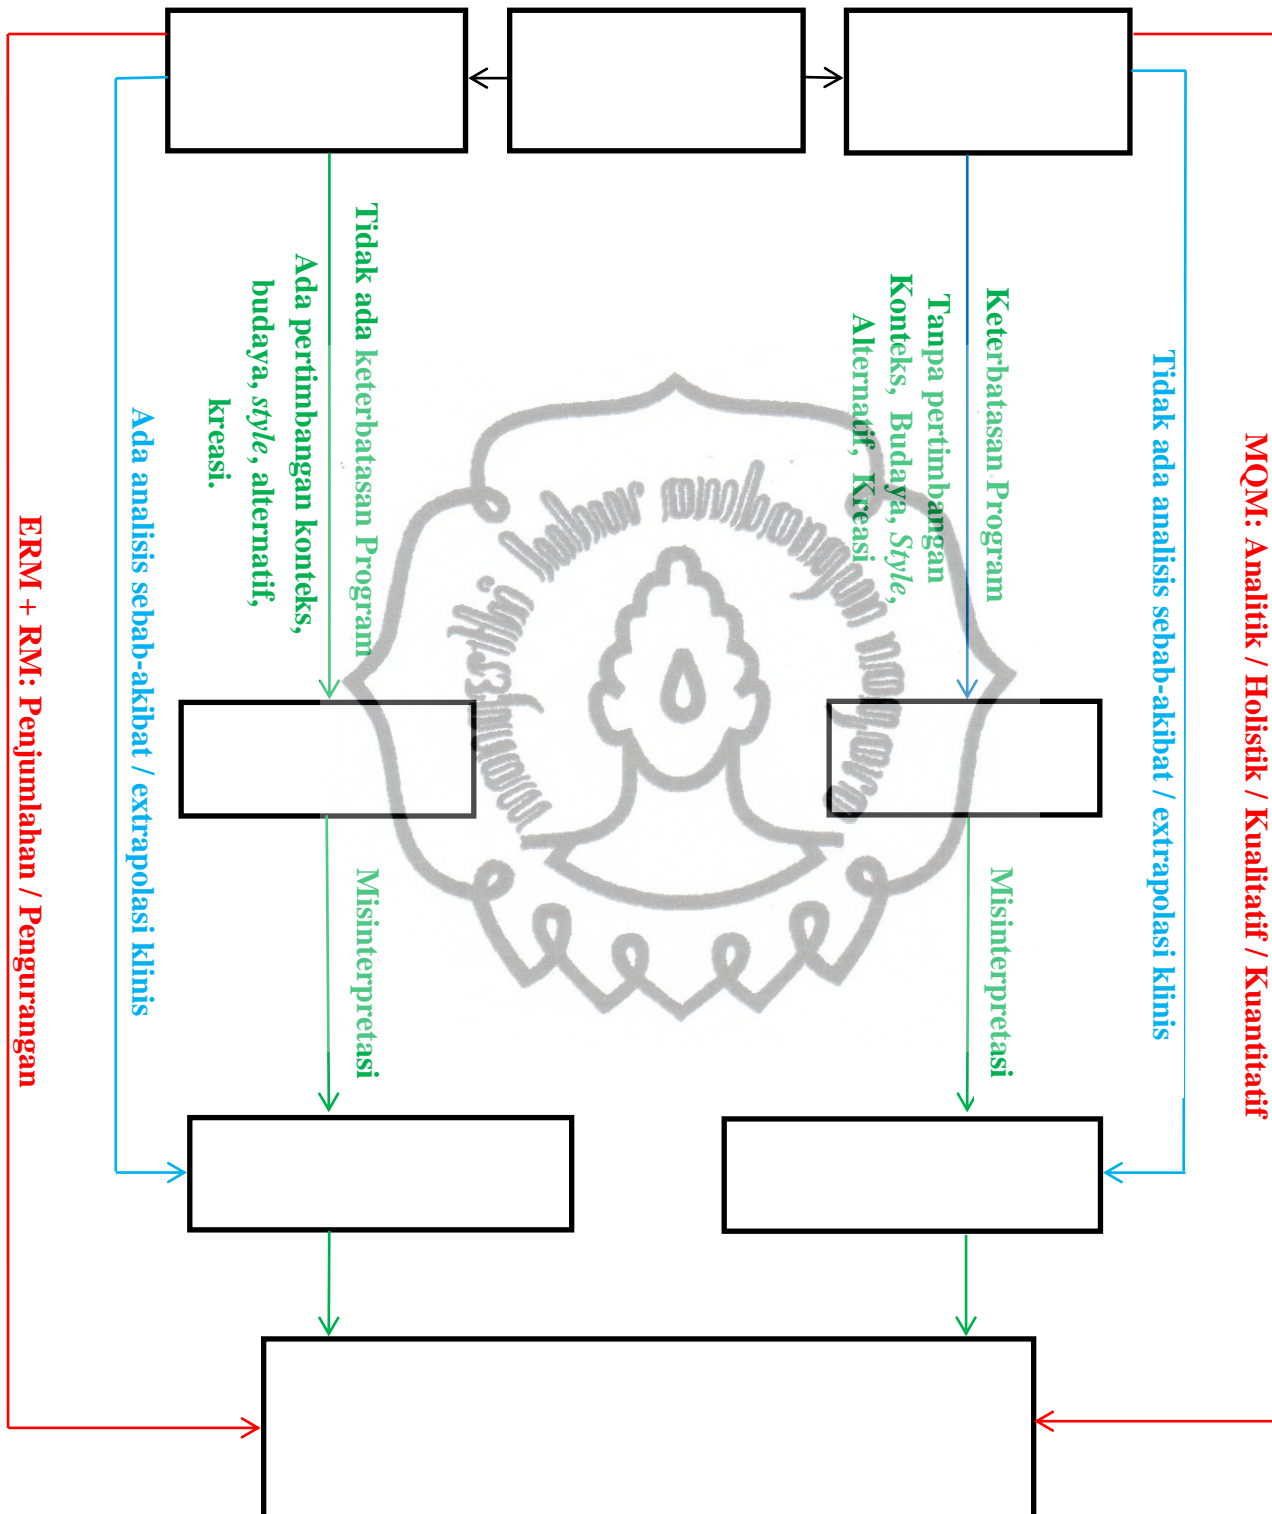 MQM: Analitik / Holistik / Kualitatif / Kuantitatif
Tidak ada analisis sebab-akibat / extrapolasi klinis
Keterbatasan Program
Tanpa pertimbangan
Konteks, Budaya, Style,
Alternatif, Kreasi
Misinterpretasi
Tidak ada keterbatasan Program
Ada pertimbangan konteks,
budaya, style, alternatif,
kreasi.
Misinterpretasi
Ada analisis sebab-akibat / extrapolasi klinis
ERM + RM: Penjumlahan / Pengurangan